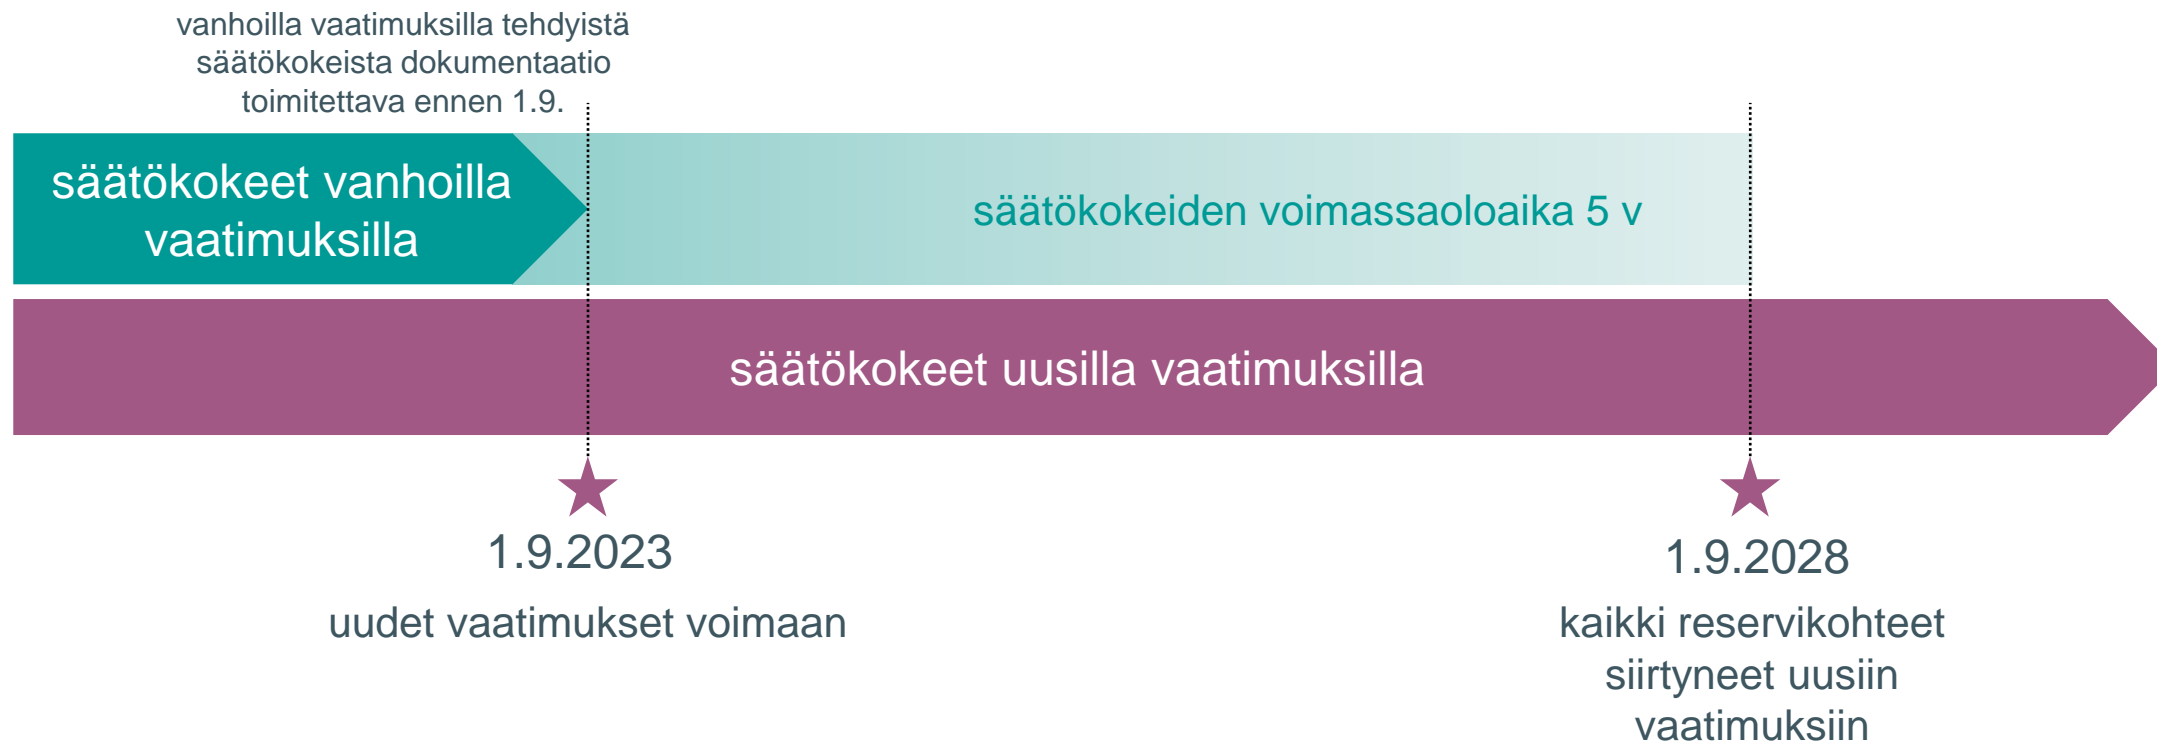 vanhoilla vaatimuksilla tehdyistä
säätökokeista dokumentaatio
toimitettava ennen 1.9.
säätökokeet vanhoilla
vaatimuksilla
säätökokeiden voimassaoloaika 5 v
säätökokeet uusilla vaatimuksilla
1.9.2023
uudet vaatimukset voimaan
1.9.2028
kaikki reservikohteet
siirtyneet uusiin
vaatimuksiin